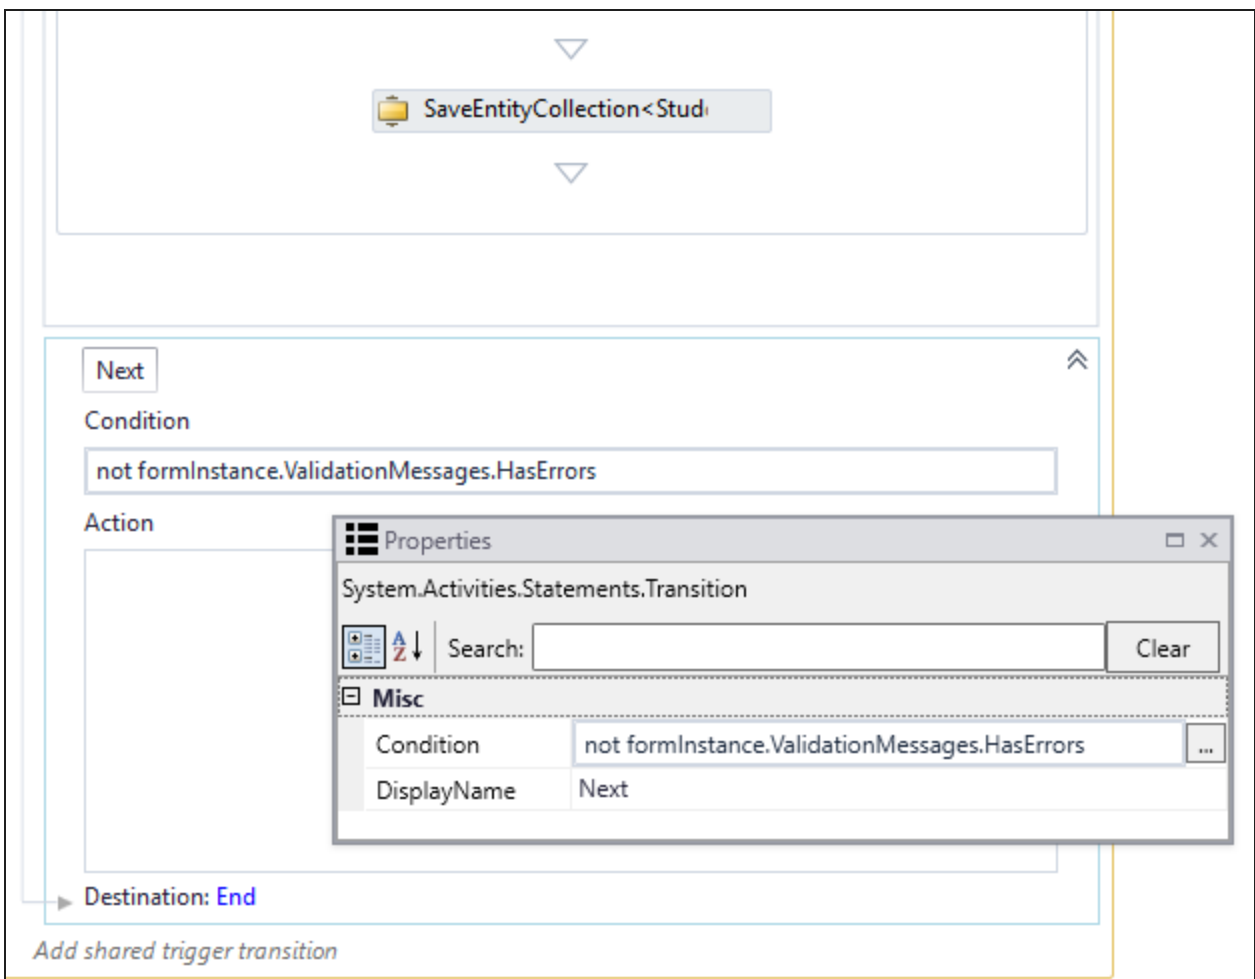 SaveEntityCollection<Stud
Next
Condition
not formInstance.ValidationMessages.HasErrors
Action
Properties
System.Activities.Statements.Transition
Search:
Clear
Misc
Condition
not formInstance.ValidationMessages.HasErrors
...
DisplayName
Next
Destination: End
Add shared trigger transition